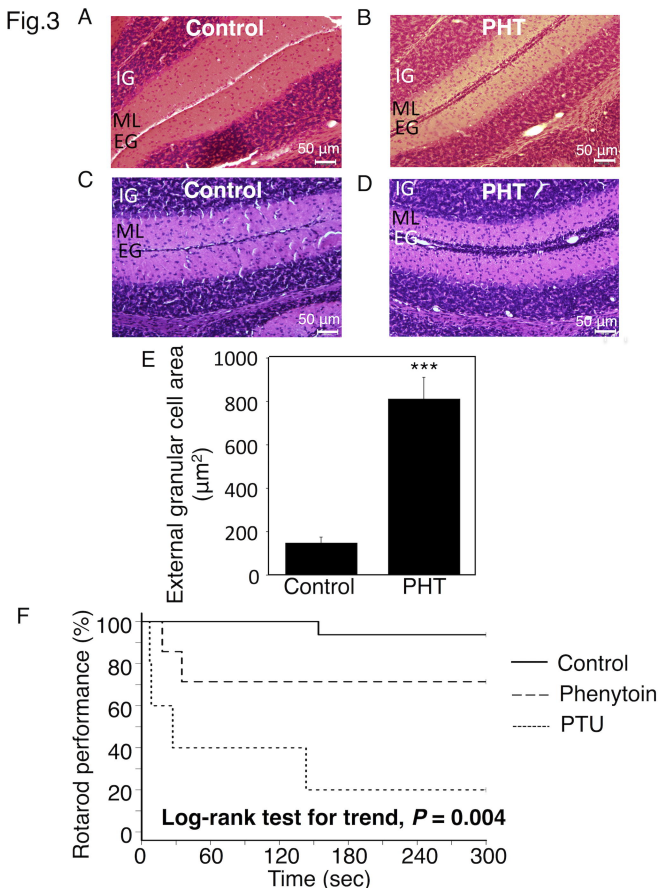 Fig.3
A
Control
IG
ML
EG
50 μm
B
PHT
IG
ML
EG
50 μm
C
Control
IG
ML
EG
50 μm
D
PHT
IG
ML
EG
50 μm
E
External granular cell area
(μm²)
1000
800
600
400
200
0
***
Control
PHT
F
Rotarod performance (%)
100
80
60
40
20
0
Control
Phenytoin
PTU
Log-rank test for trend, P = 0.004
0 60 120 180 240 300
Time (sec)